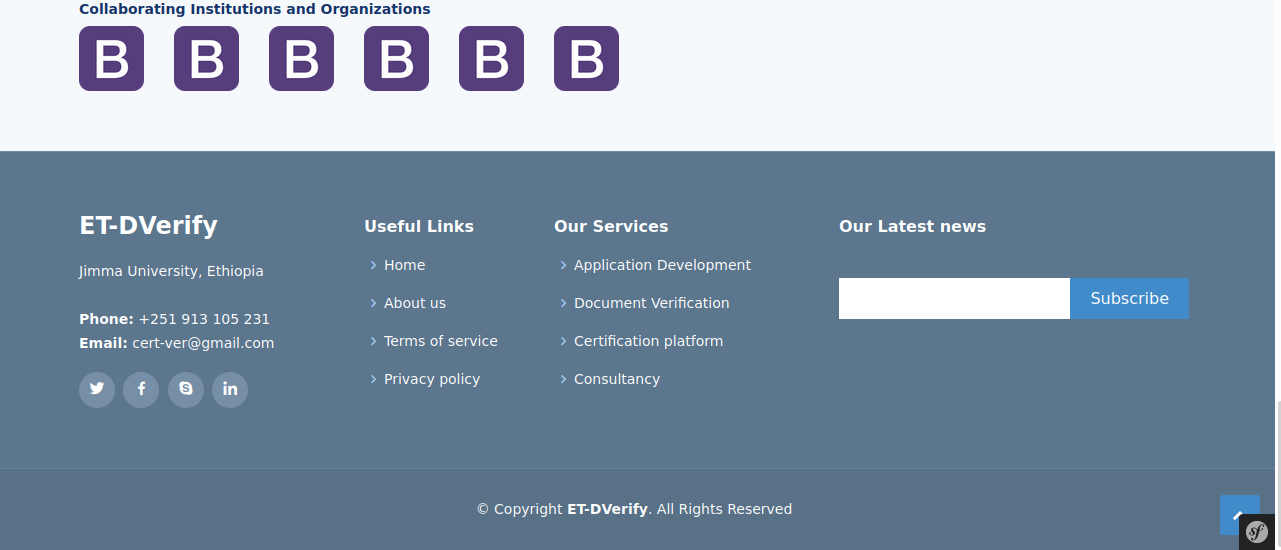 Collaborating Institutions and Organizations
B B B B B B
ET-DVerify
Jimma University, Ethiopia
Phone: +251 913 105 231
Email: cert-ver@gmail.com
Useful Links
Home
About us
Terms of service
Privacy policy
Our Services
Application Development
Document Verification
Certification platform
Consultancy
Our Latest news
Subscribe
© Copyright ET-DVerify. All Rights Reserved
sf